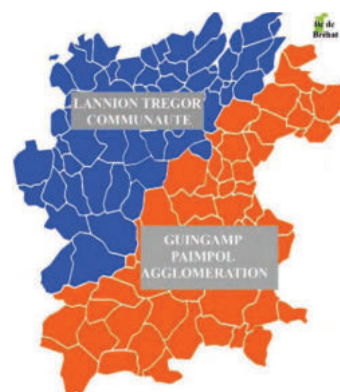 Ile de
Bréhat
LANNION TREGOR
COMMUNAUTE
GUINGAMP
PAIMPOL
AGGLOMERATION